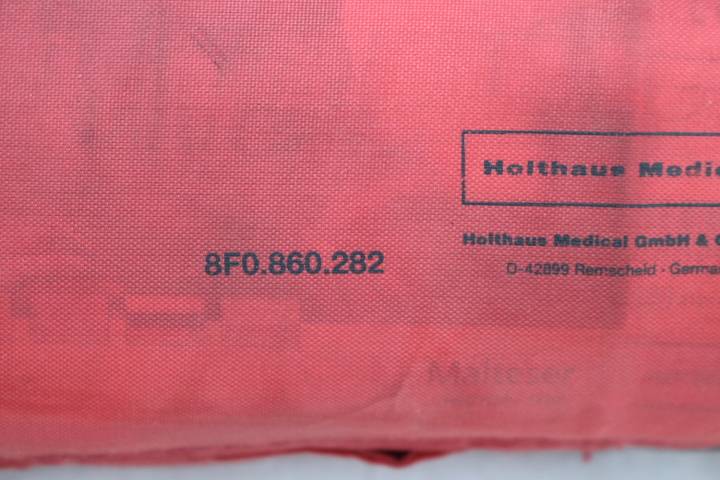 Holthaus Medic
Holthaus Medical GmbH &
8F0.860.282
D-42899 Remscheid · Germa
Malteser